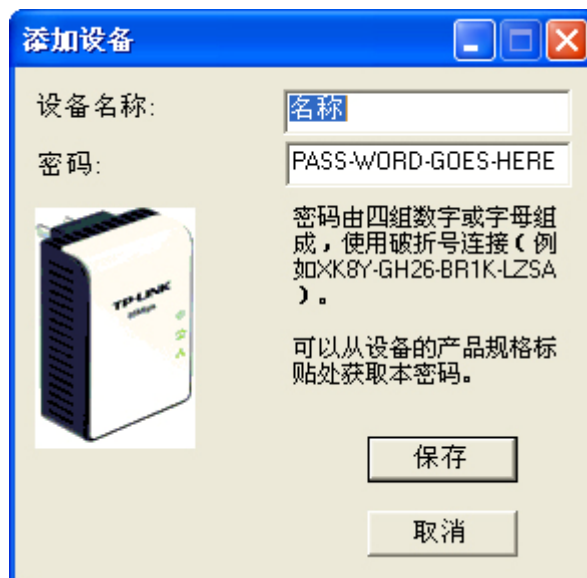 添加设备
设备名称:
名称
密码:
PASS-WORD-GOES-HERE
密码由四组数字或字母组
成，使用破折号连接（例
如XK8Y-GH26-BR1K-LZSA
）。
可以从设备的产品规格标
贴处获取本密码。
TP-LINK
保存
取消